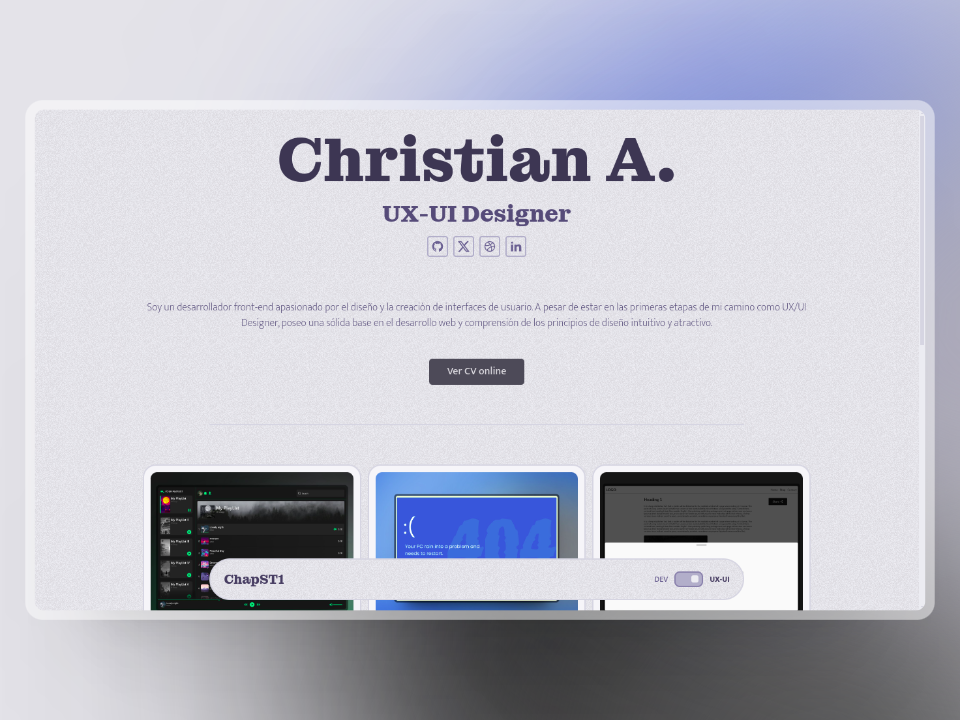 Christian A.
UX-UI Designer
Soy un desarrollador front-end apasionado por el diseño y la creación de interfaces de usuario. A pesar de estar en las primeras etapas de mi camino como UX/UI
Designer, poseo una sólida base en el desarrollo web y comprensión de los principios de diseño intuitivo y atractivo.
Ver CV online
My Playlist
My Playlist
:(
404
Your PC ran into a problem and
needs to restart.
ChapST1
DEV
UX-UI